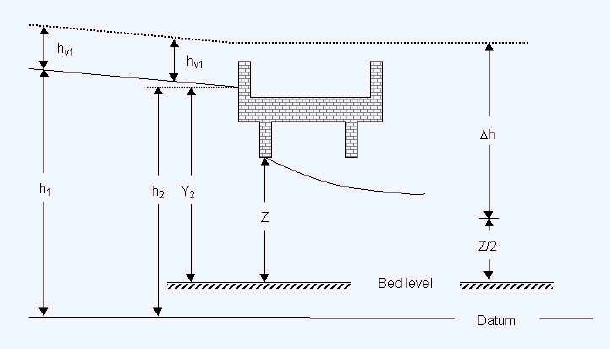 hv1
hv1
Δh
h1
h2
Y2
Z
Z/2
Bed level
Datum